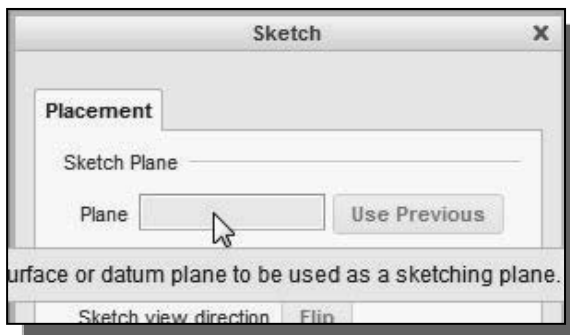 Sketch
Placement
Sketch Plane
Plane Use Previous
urface or datum plane to be used as a sketching plane.
Sketch view direction Flip